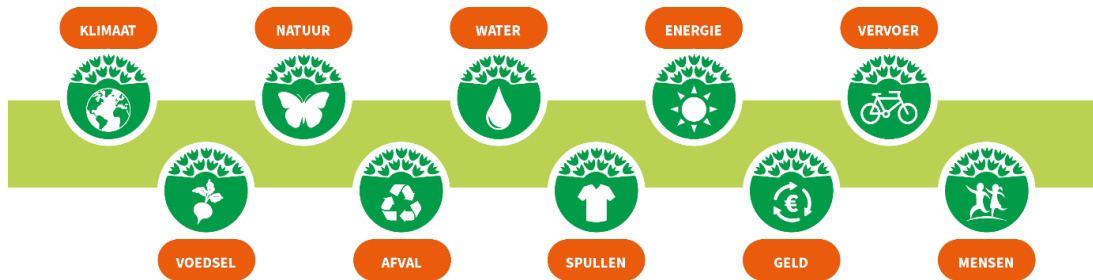 KLIMAAT
NATUUR
WATER
ENERGIE
VERVOER
VOEDSEL
AFVAL
SPULLEN
GELD
MENSEN